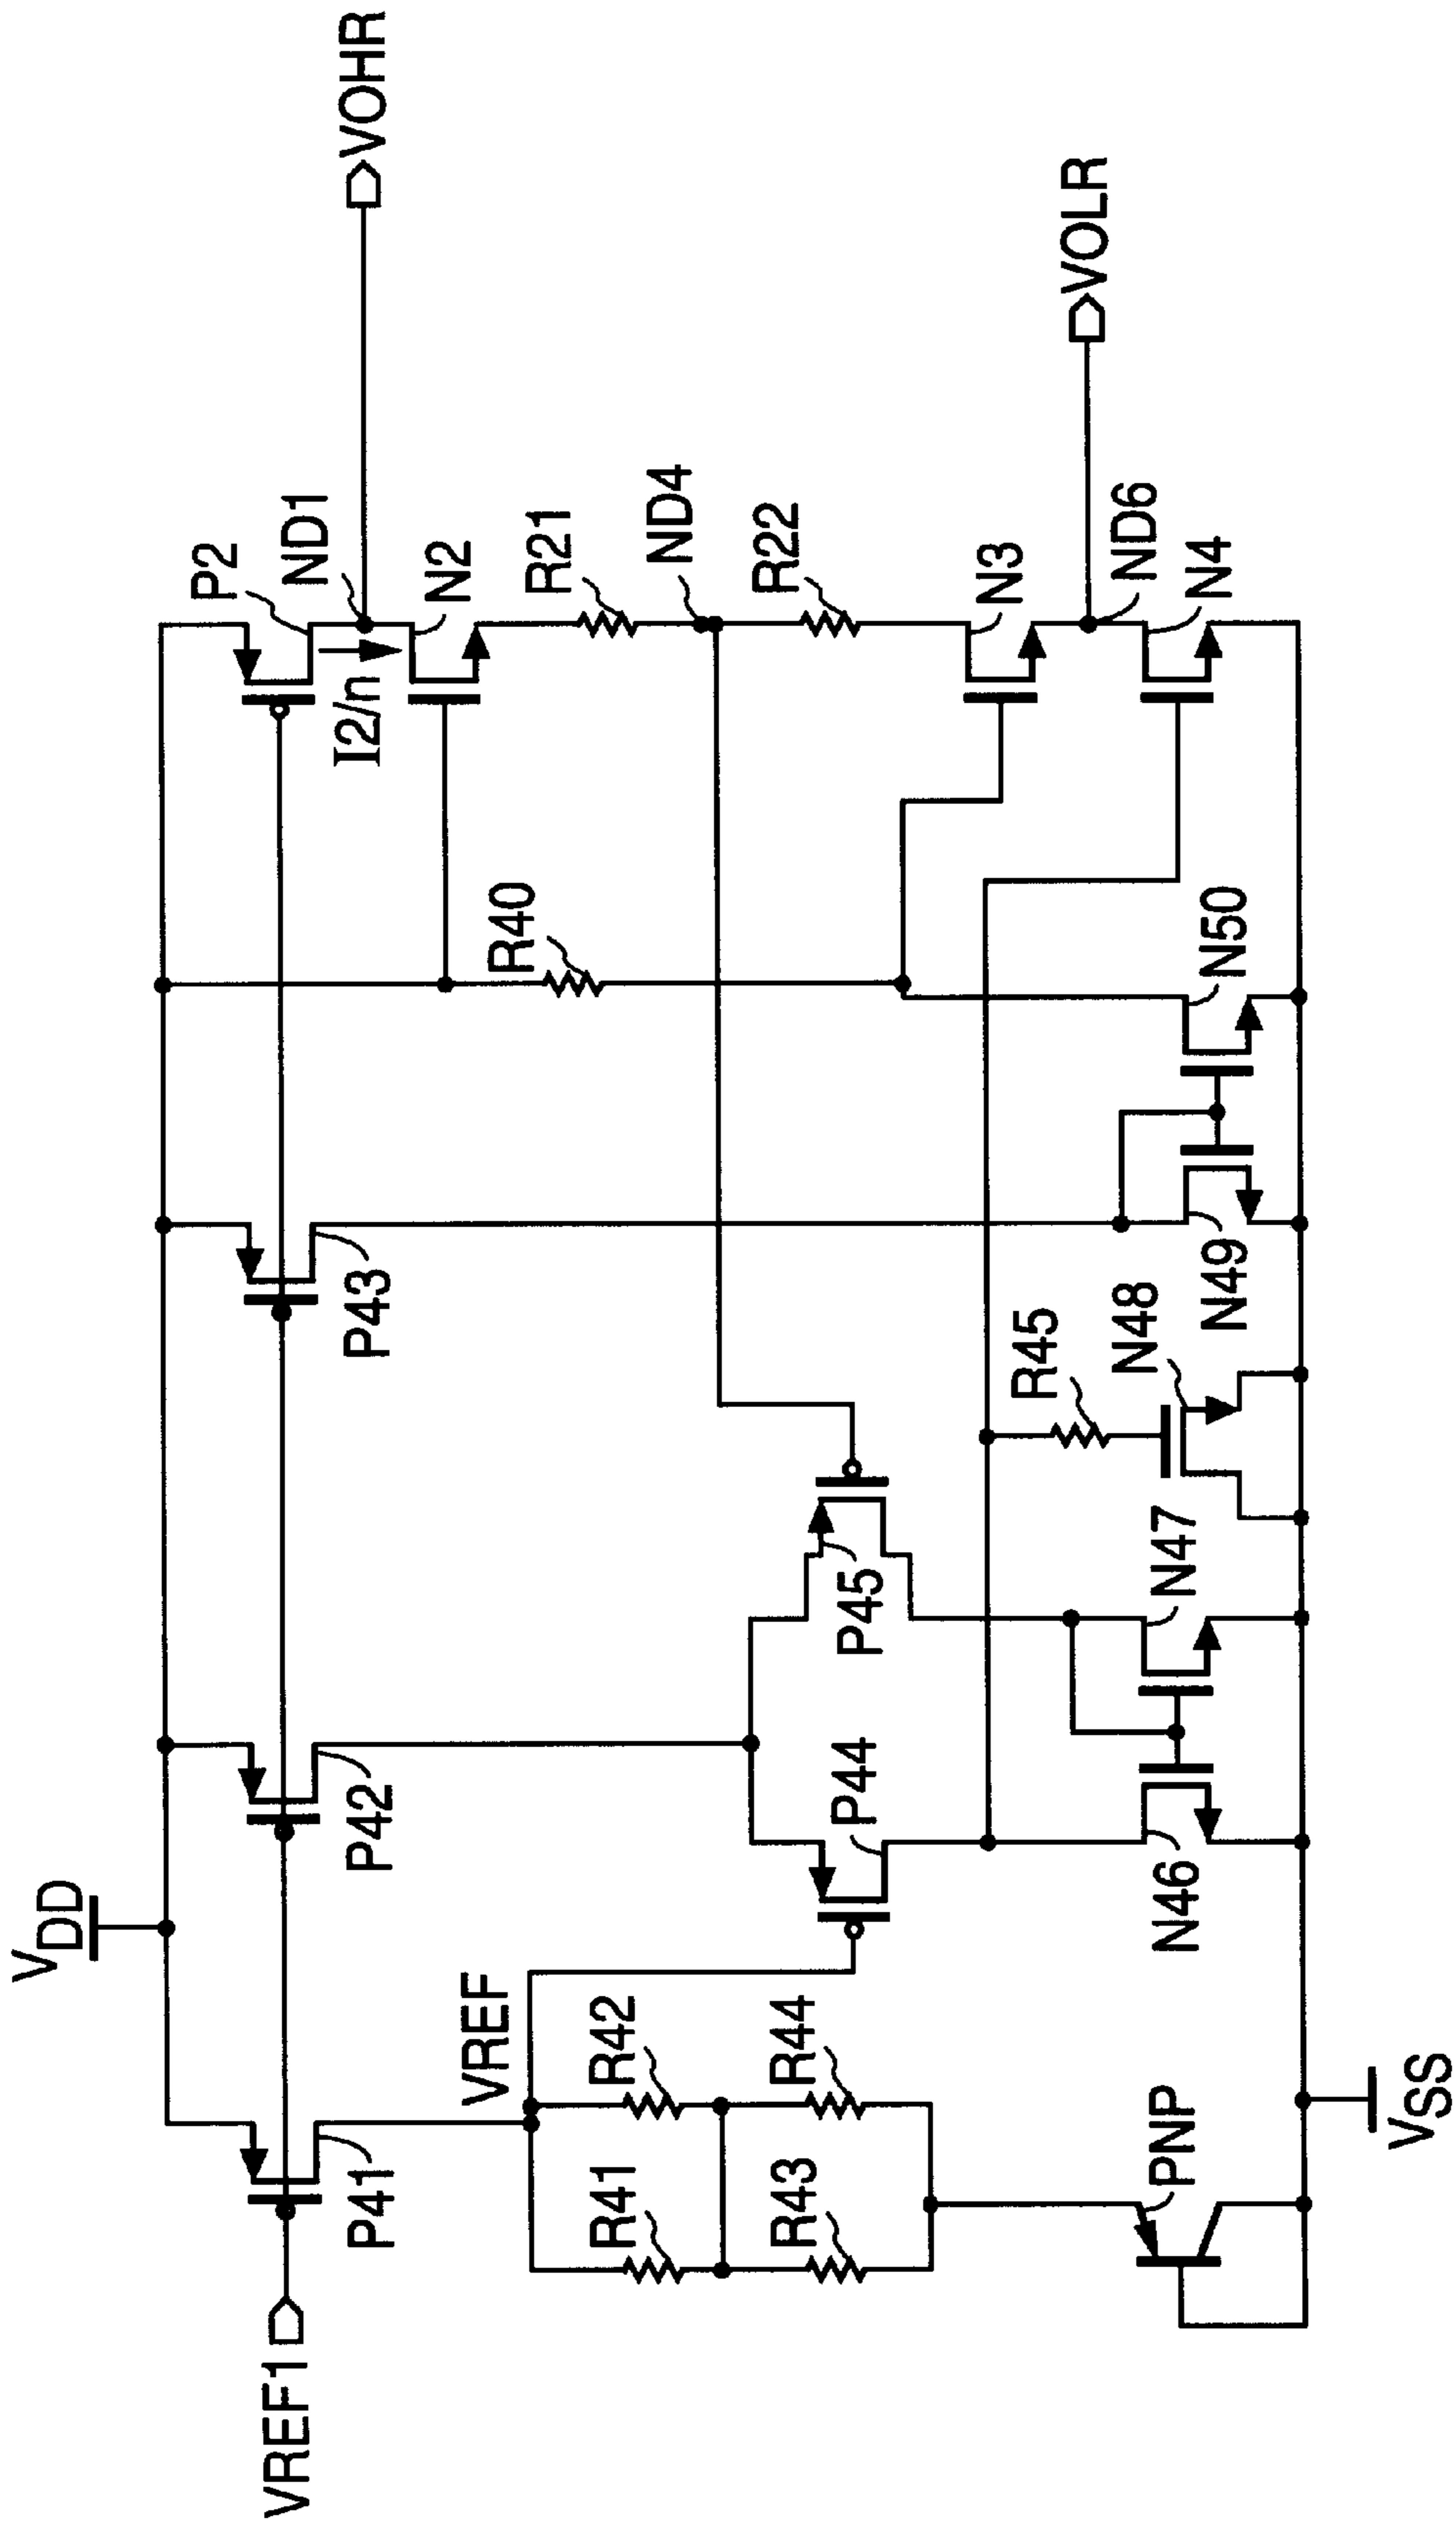 VDD
VREF1
P41
P42
P43
P2
ND1
VOHR
I2/n
N2
VREF
R42
R41
R44
R43
P44
P45
R40
R21
ND4
R22
N3
VOLR
ND6
N4
R45
N48
N47
N46
N49
N50
PNP
VSS